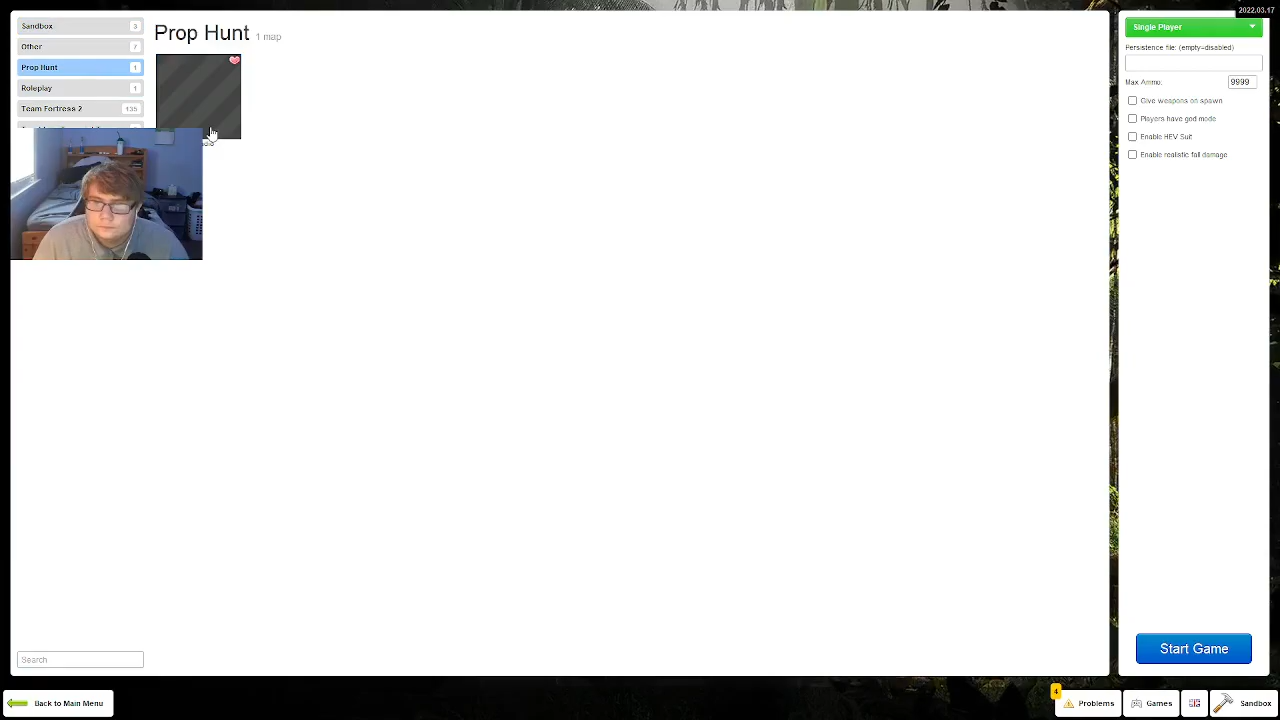 2022.03.17
Sandbox 3
Other 7
Prop Hunt 1
Roleplay 1
Team Fortress 2 135
Prop Hunt 1 map
Single Player
Persistence file: (empty=disabled)
Max Ammo: 9999
Give weapons on spawn
Players have god mode
Enable HEV Suit
Enable realistic fall damage
Search
Start Game
Back to Main Menu
4
Problems
Games
Sandbox